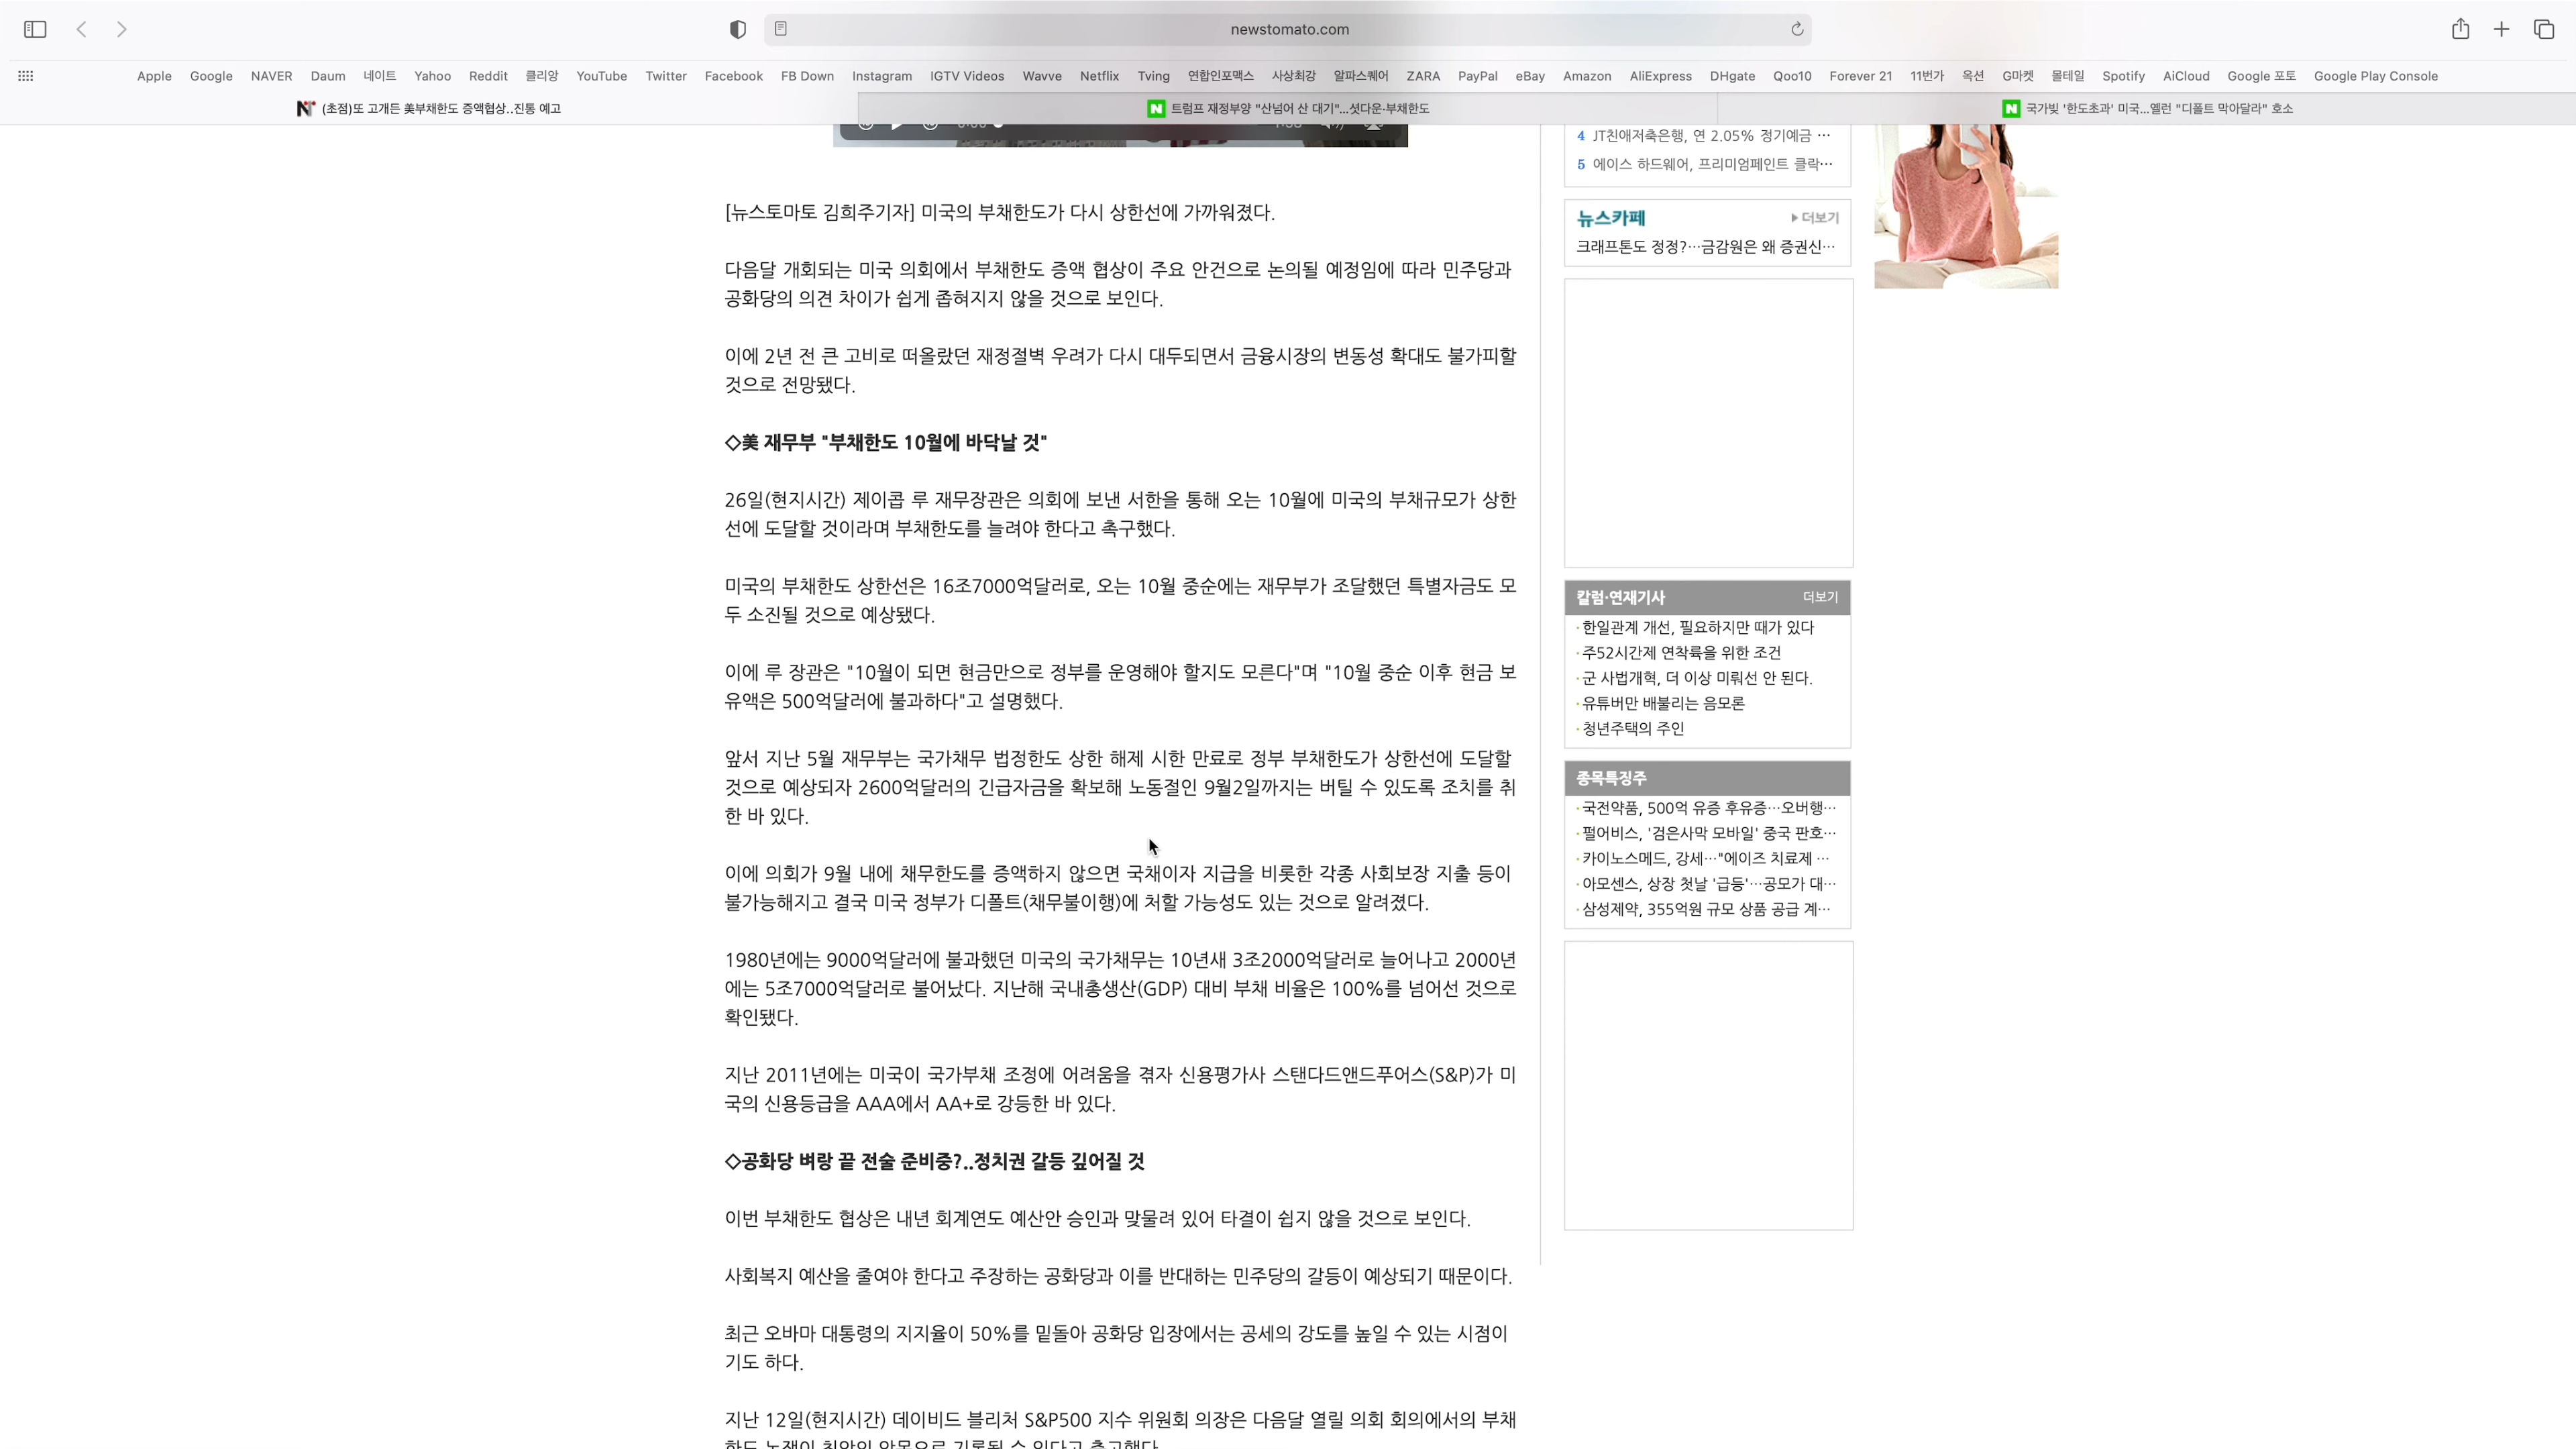 newstomato.com
Apple Google NAVER Daum 네이트 Yahoo Reddit 클리앙 YouTube Twitter Facebook FB Down Instagram IGTV Videos Wavve Netflix Tving 연합인포맥스 사상최강 알파스퀘어 ZARA PayPal eBay Amazon AliExpress DHgate Qoo10 Forever 21 11번가 옥션 G마켓 몰테일 Spotify AiCloud Google 포토 Google Play Console
(초점)또 고개든 美부채한도 증액협상..진통 예고
트럼프 재정부양 "산넘어 산 대기"...셧다운·부채한도
국가빚 '한도초과' 미국...옐런 "디폴트 막아달라" 호소
[뉴스토마토 김희주기자] 미국의 부채한도가 다시 상한선에 가까워졌다.
다음달 개회되는 미국 의회에서 부채한도 증액 협상이 주요 안건으로 논의될 예정임에 따라 민주당과
공화당의 의견 차이가 쉽게 좁혀지지 않을 것으로 보인다.
이에 2년 전 큰 고비로 떠올랐던 재정절벽 우려가 다시 대두되면서 금융시장의 변동성 확대도 불가피할
것으로 전망됐다.
◇美 재무부 "부채한도 10월에 바닥날 것"
26일(현지시간) 제이콥 루 재무장관은 의회에 보낸 서한을 통해 오는 10월에 미국의 부채규모가 상한
선에 도달할 것이라며 부채한도를 늘려야 한다고 촉구했다.
미국의 부채한도 상한선은 16조7000억달러로, 오는 10월 중순에는 재무부가 조달했던 특별자금도 모
두 소진될 것으로 예상됐다.
이에 루 장관은 "10월이 되면 현금만으로 정부를 운영해야 할지도 모른다"며 "10월 중순 이후 현금 보
유액은 500억달러에 불과하다"고 설명했다.
앞서 지난 5월 재무부는 국가채무 법정한도 상한 해제 시한 만료로 정부 부채한도가 상한선에 도달할
것으로 예상되자 2600억달러의 긴급자금을 확보해 노동절인 9월2일까지는 버틸 수 있도록 조치를 취
한 바 있다.
이에 의회가 9월 내에 채무한도를 증액하지 않으면 국채이자 지급을 비롯한 각종 사회보장 지출 등이
불가능해지고 결국 미국 정부가 디폴트(채무불이행)에 처할 가능성도 있는 것으로 알려졌다.
1980년에는 9000억달러에 불과했던 미국의 국가채무는 10년새 3조2000억달러로 늘어나고 2000년
에는 5조7000억달러로 불어났다. 지난해 국내총생산(GDP) 대비 부채 비율은 100%를 넘어선 것으로
확인됐다.
지난 2011년에는 미국이 국가부채 조정에 어려움을 겪자 신용평가사 스탠다드앤드푸어스(S&P)가 미
국의 신용등급을 AAA에서 AA+로 강등한 바 있다.
◇공화당 벼랑 끝 전술 준비중?..정치권 갈등 깊어질 것
이번 부채한도 협상은 내년 회계연도 예산안 승인과 맞물려 있어 타결이 쉽지 않을 것으로 보인다.
사회복지 예산을 줄여야 한다고 주장하는 공화당과 이를 반대하는 민주당의 갈등이 예상되기 때문이다.
최근 오바마 대통령의 지지율이 50%를 밑돌아 공화당 입장에서는 공세의 강도를 높일 수 있는 시점이
기도 하다.
지난 12일(현지시간) 데이비드 블리처 S&P500 지수 위원회 의장은 다음달 열릴 의회 회의에서의 부채
4 JT친애저축은행, 연 2.05% 정기예금 ⋯
5 에이스 하드웨어, 프리미엄페인트 클락⋯
뉴스카페 더보기
크래프톤도 정정?⋯금감원은 왜 증권신⋯
칼럼·연재기사 더보기
·한일관계 개선, 필요하지만 때가 있다
·주52시간제 연착륙을 위한 조건
·군 사법개혁, 더 이상 미뤄선 안 된다.
·유튜버만 배불리는 음모론
·청년주택의 주인
종목특징주
·국전약품, 500억 유증 후유증⋯오버행⋯
·펄어비스, '검은사막 모바일' 중국 판호⋯
·카이노스메드, 강세⋯"에이즈 치료제 ⋯
·아모센스, 상장 첫날 '급등'⋯공모가 대⋯
·삼성제약, 355억원 규모 상품 공급 계⋯